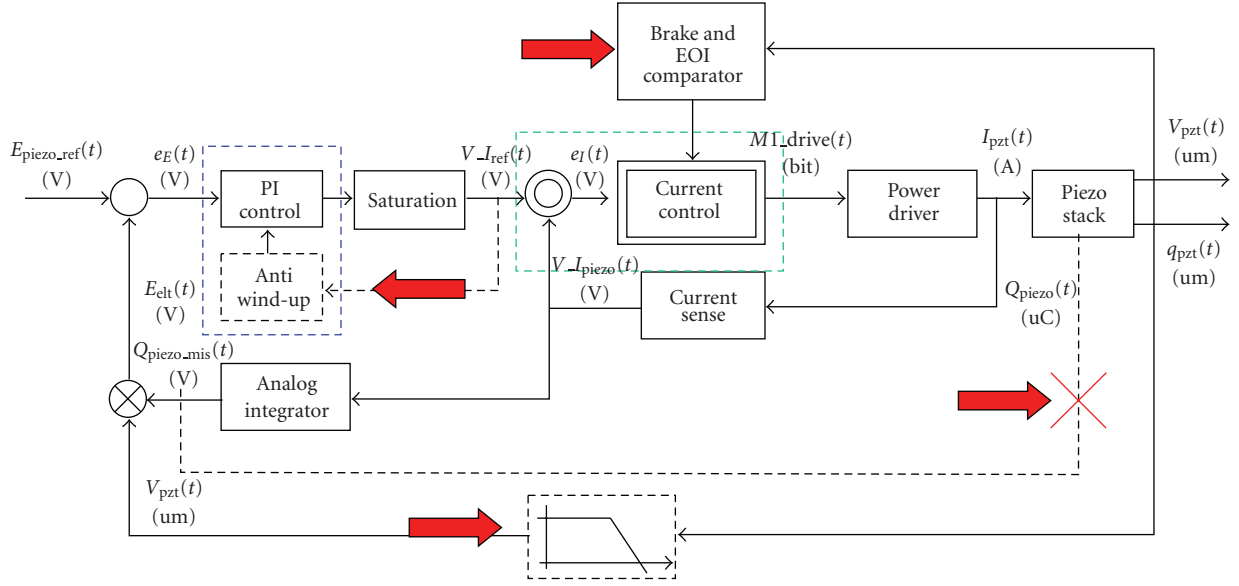 Brake and
EOI
comparator
E_piezo_ref(t)
(V)
e_E(t)
(V)
V_I_ref(t)
(V)
e_I(t)
(V)
M1_drive(t)
(bit)
I_pzt(t)
(A)
V_pzt(t)
(um)
PI
control
Saturation
Current
control
Power
driver
Piezo
stack
q_pzt(t)
(um)
Anti
wind-up
E_elt(t)
(V)
V_I_piezo(t)
(V)
Current
sense
Q_piezo(t)
(uC)
Q_piezo_mis(t)
(V)
Analog
integrator
V_pzt(t)
(um)